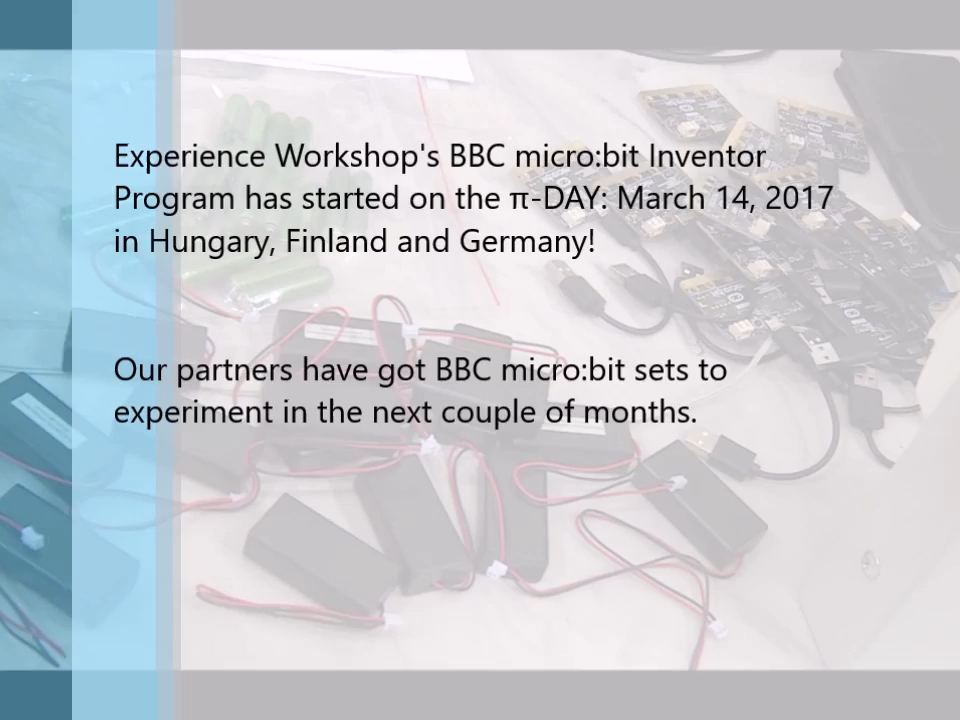 Experience Workshop's BBC micro:bit Inventor
Program has started on the π-DAY: March 14, 2017
in Hungary, Finland and Germany!
Our partners have got BBC micro:bit sets to
experiment in the next couple of months.